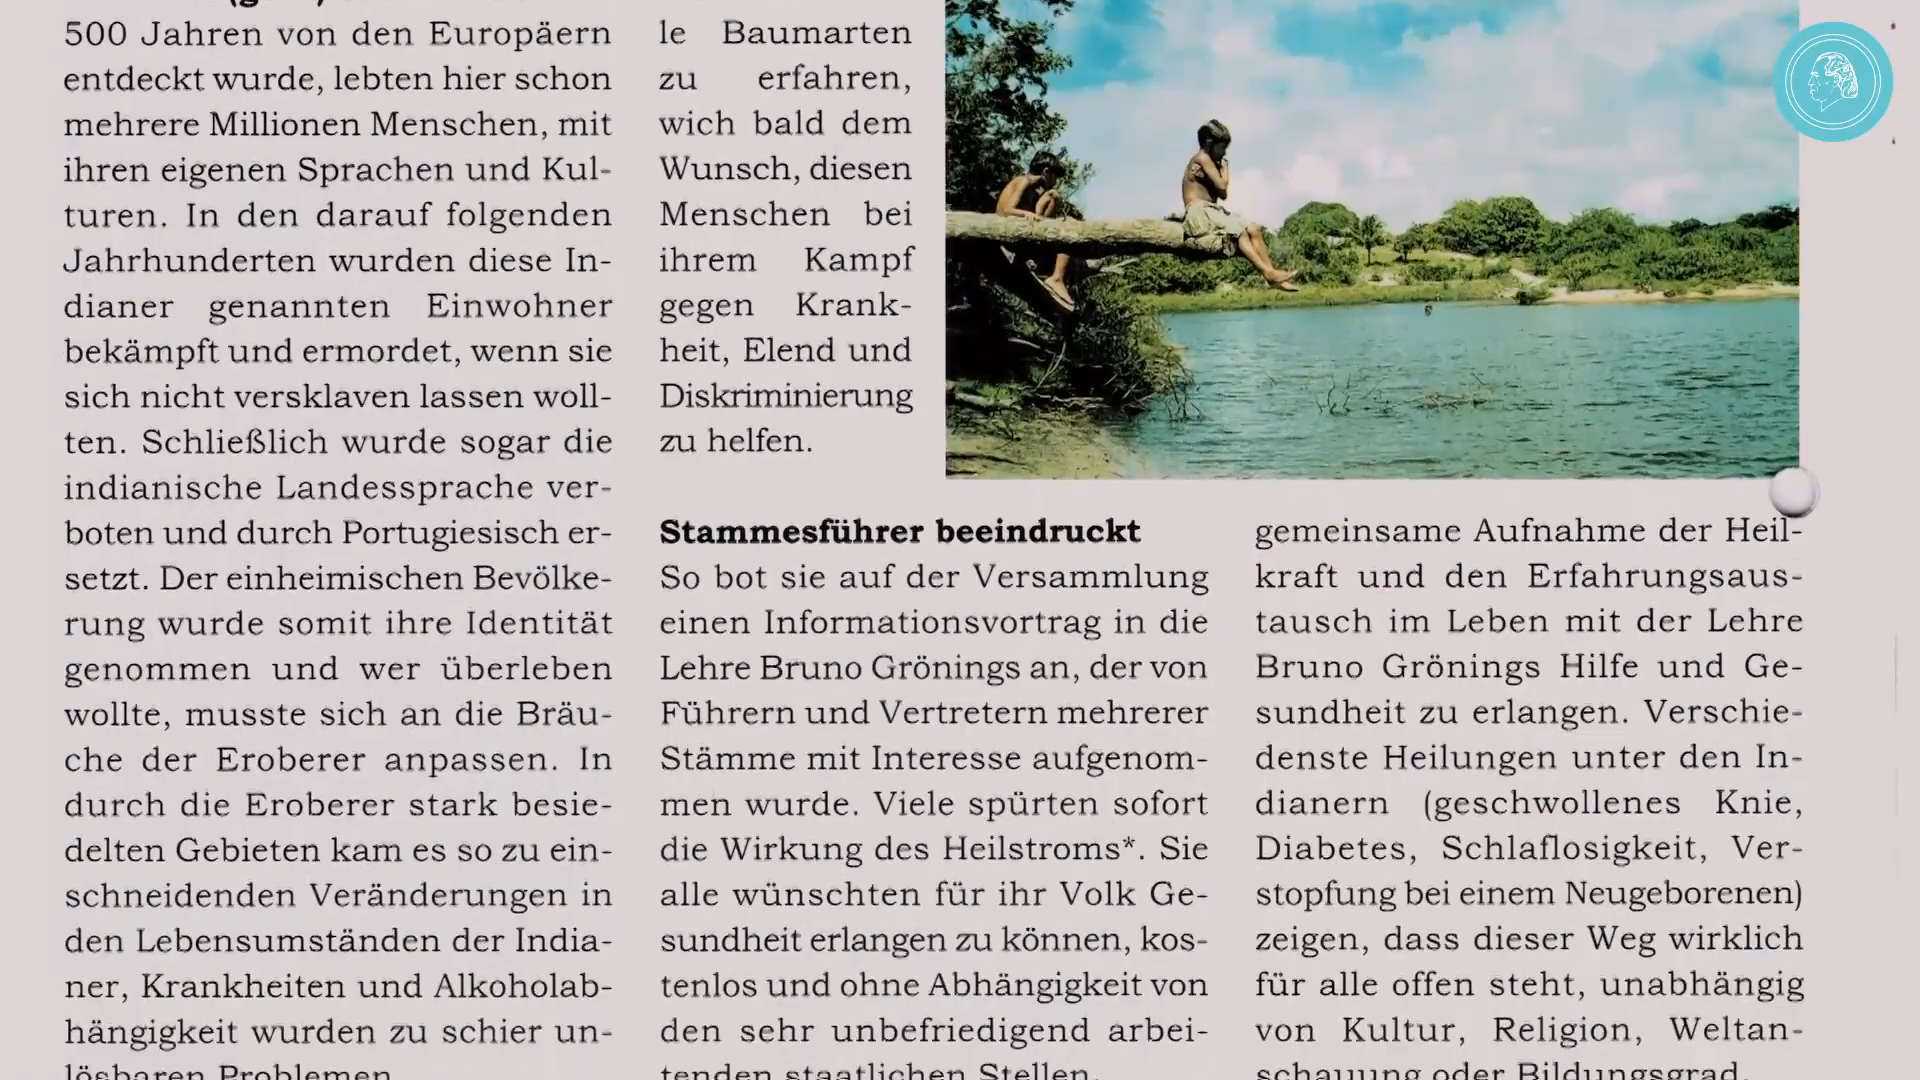 500 Jahren von den Europäern
entdeckt wurde, lebten hier schon
mehrere Millionen Menschen, mit
ihren eigenen Sprachen und Kul-
turen. In den darauf folgenden
Jahrhunderten wurden diese In-
dianer genannten Einwohner
bekämpft und ermordet, wenn sie
sich nicht versklaven lassen woll-
ten. Schließlich wurde sogar die
indianische Landessprache ver-
boten und durch Portugiesisch er-
setzt. Der einheimischen Bevölke-
rung wurde somit ihre Identität
genommen und wer überleben
wollte, musste sich an die Bräu-
che der Eroberer anpassen. In
durch die Eroberer stark besie-
delten Gebieten kam es so zu ein-
schneidenden Veränderungen in
den Lebensumständen der India-
ner, Krankheiten und Alkoholab-
hängigkeit wurden zu schier un-
lösbaren Problemen.
le Baumarten
zu erfahren,
wich bald dem
Wunsch, diesen
Menschen bei
ihrem Kampf
gegen Krank-
heit, Elend und
Diskriminierung
zu helfen.
Stammesführer beeindruckt
So bot sie auf der Versammlung
einen Informationsvortrag in die
Lehre Bruno Grönings an, der von
Führern und Vertretern mehrerer
Stämme mit Interesse aufgenom-
men wurde. Viele spürten sofort
die Wirkung des Heilstroms*. Sie
alle wünschten für ihr Volk Ge-
sundheit erlangen zu können, kos-
tenlos und ohne Abhängigkeit von
den sehr unbefriedigend arbei-
tenden staatlichen Stellen.
gemeinsame Aufnahme der Heil-
kraft und den Erfahrungsaus-
tausch im Leben mit der Lehre
Bruno Grönings Hilfe und Ge-
sundheit zu erlangen. Verschie-
denste Heilungen unter den In-
dianern (geschwollenes Knie,
Diabetes, Schlaflosigkeit, Ver-
stopfung bei einem Neugeborenen)
zeigen, dass dieser Weg wirklich
für alle offen steht, unabhängig
von Kultur, Religion, Weltan-
schauung oder Bildungsgrad.